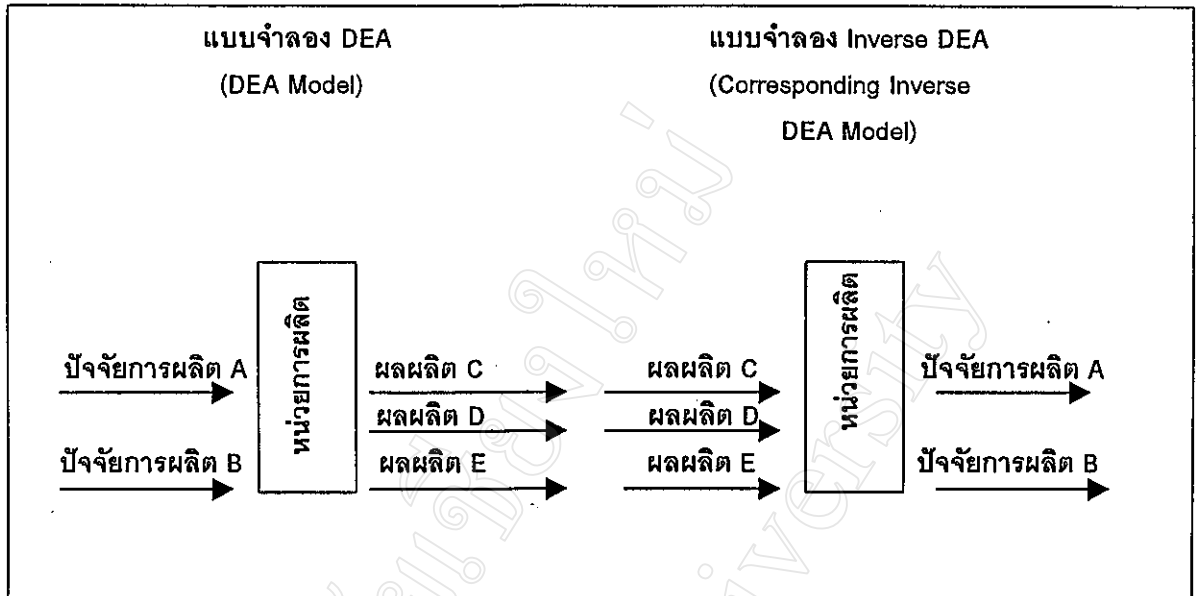 แบบจำลอง DEA
(DEA Model)
แบบจำลอง Inverse DEA
(Corresponding Inverse
DEA Model)
ปัจจัยการผลิต A
ปัจจัยการผลิต B
หน่วยการผลิต
ผลผลิต C
ผลผลิต D
ผลผลิต E
ผลผลิต C
ผลผลิต D
ผลผลิต E
หน่วยการผลิต
ปัจจัยการผลิต A
ปัจจัยการผลิต B